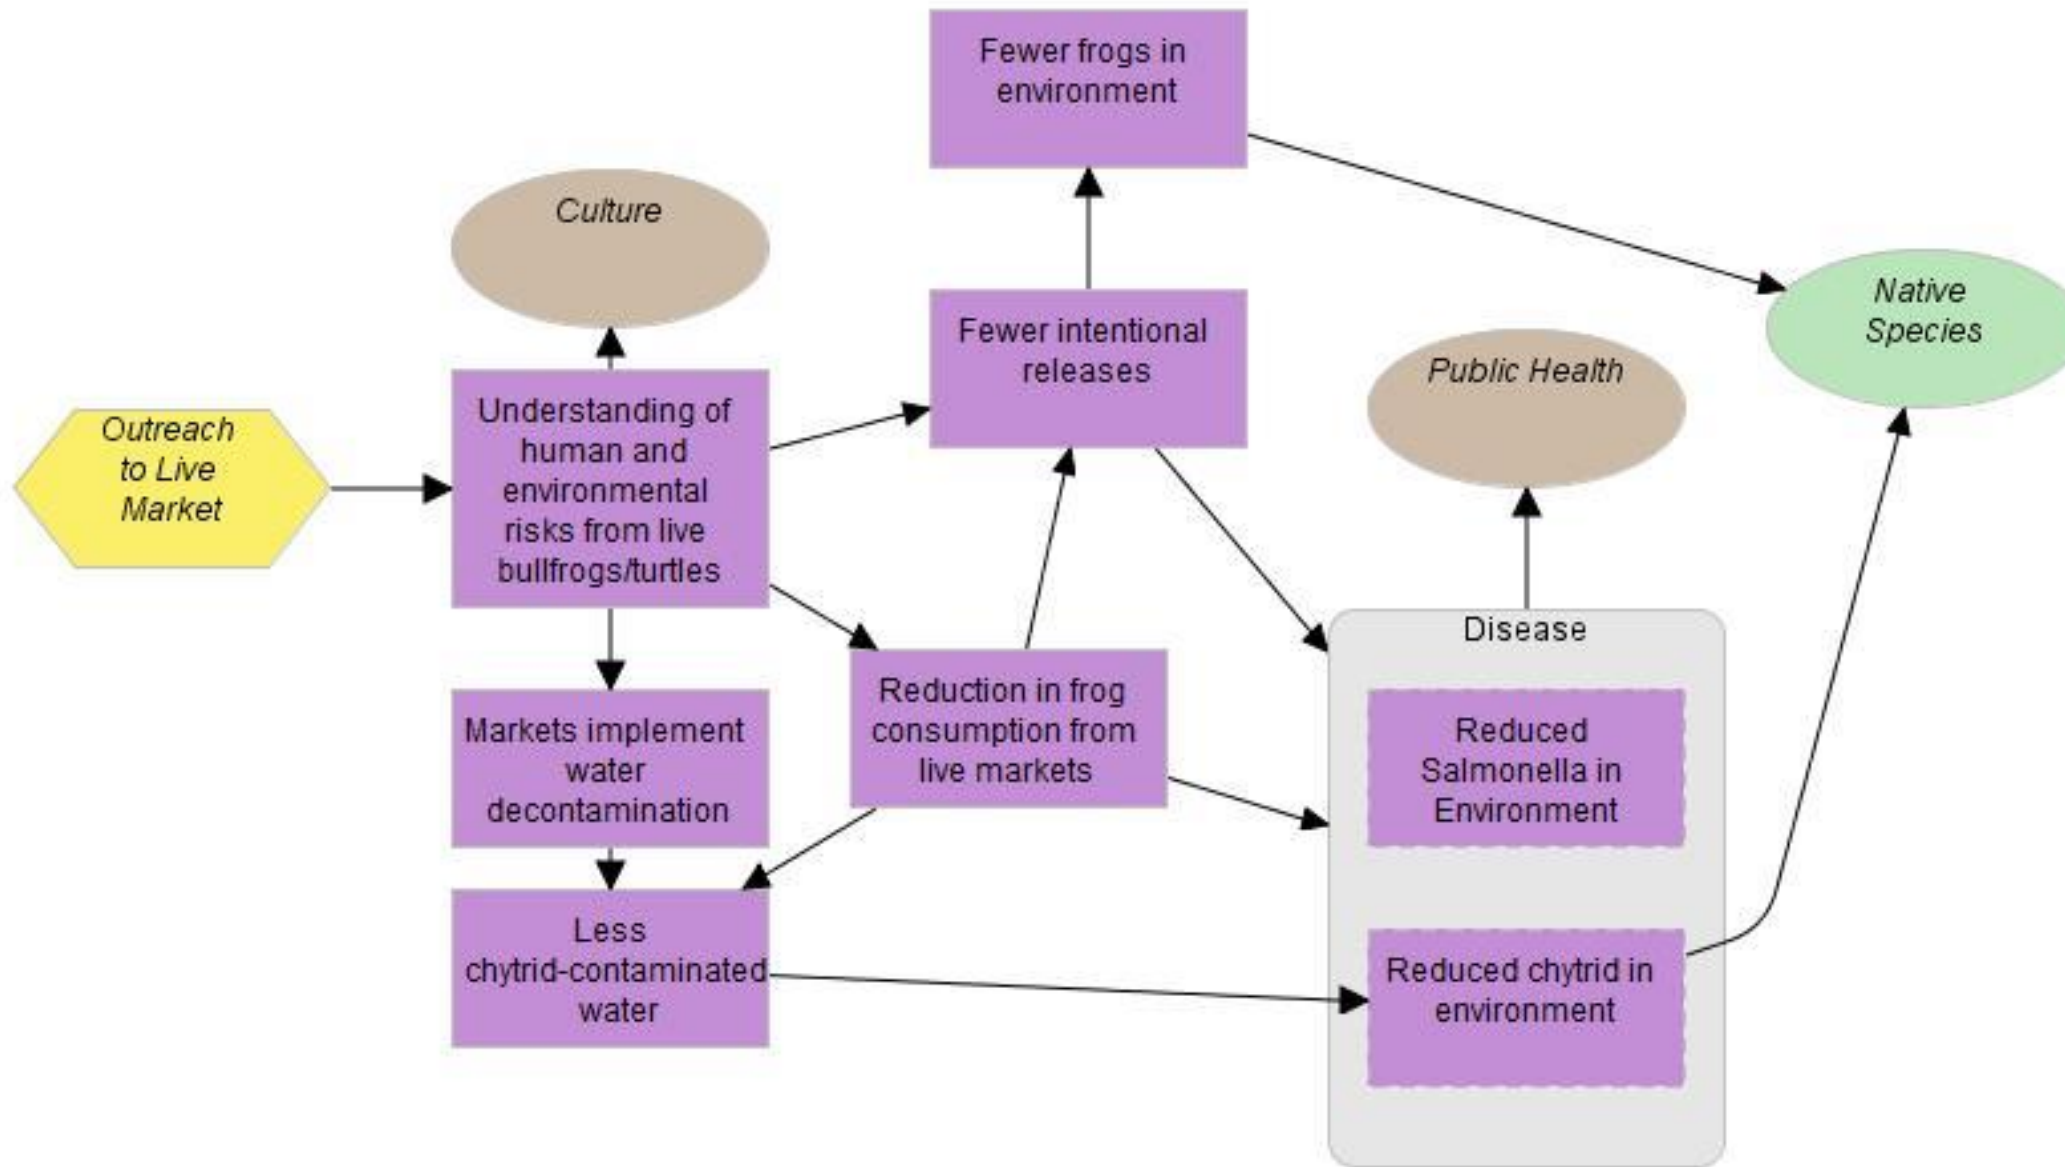 Fewer frogs in
environment
Culture
Native
Species
Fewer intentional
releases
Public Health
Outreach
to Live
Market
Understanding of
human and
environmental
risks from live
bullfrogs/turtles
Disease
Markets implement
water
decontamination
Reduction in frog
consumption from
live markets
Reduced
Salmonella in
Environment
Less
chytrid-contaminated
water
Reduced chytrid in
environment